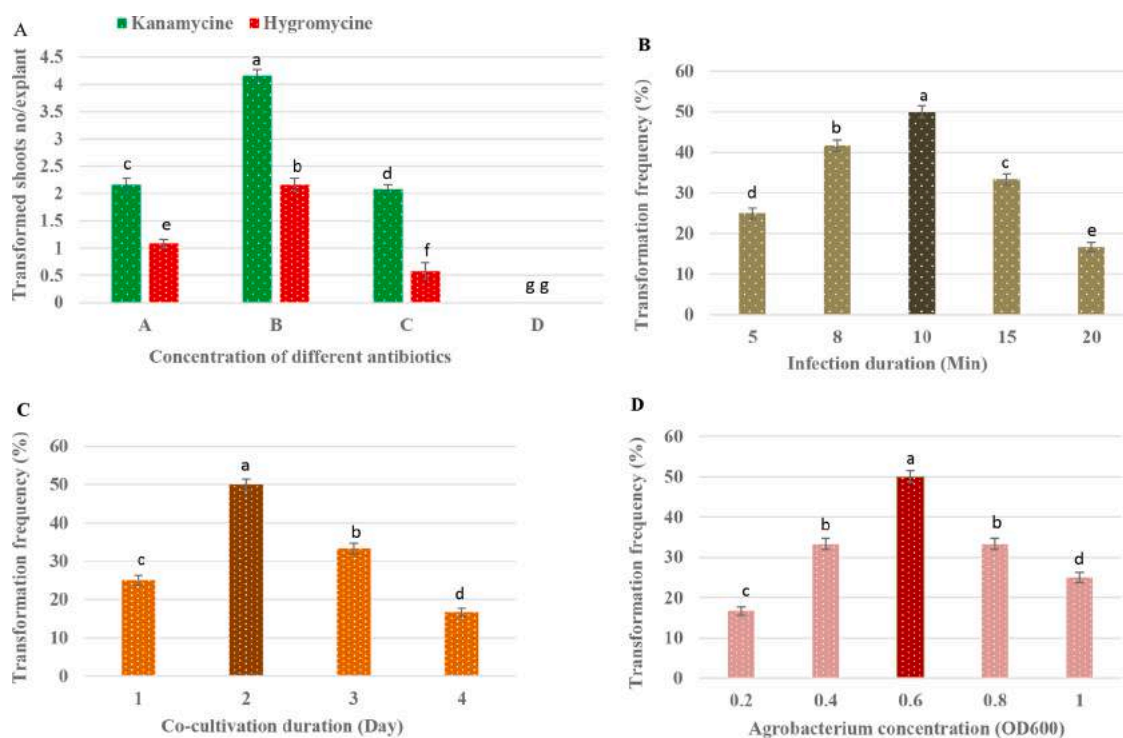 A
Kanamycine Hygromycine
Transformed shoots no/explant
4.5
4
3.5
3
2.5
2
1.5
1
0.5
0
c e a b d f g g
A B C D
Concentration of different antibiotics
B
Transformation frequency (%)
60
50
40
30
20
10
0
d b a c e
5 8 10 15 20
Infection duration (Min)
C
Transformation frequency (%)
60
50
40
30
20
10
0
c a b d
1 2 3 4
Co-cultivation duration (Day)
D
Transformation frequency (%)
60
50
40
30
20
10
0
c b a b d
0.2 0.4 0.6 0.8 1
Agrobacterium concentration (OD600)